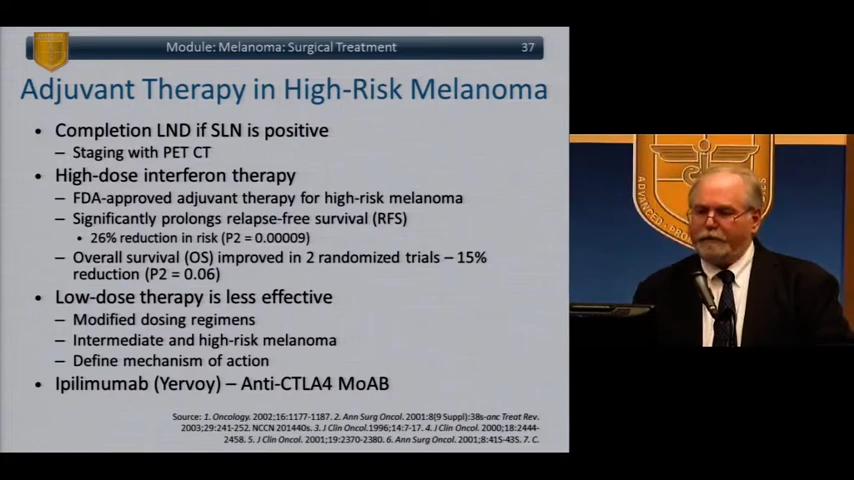 Module: Melanoma: Surgical Treatment
37
Adjuvant Therapy in High-Risk Melanoma
• Completion LND if SLN is positive
– Staging with PET CT
• High-dose interferon therapy
– FDA-approved adjuvant therapy for high-risk melanoma
– Significantly prolongs relapse-free survival (RFS)
• 26% reduction in risk (P2 = 0.00009)
– Overall survival (OS) improved in 2 randomized trials – 15%
reduction (P2 = 0.06)
• Low-dose therapy is less effective
– Modified dosing regimens
– Intermediate and high-risk melanoma
– Define mechanism of action
• Ipilimumab (Yervoy) – Anti-CTLA4 MoAB
Source: 1. Oncology. 2002;16:1177-1187. 2. Ann Surg Oncol. 2001:8(9 Suppl):38s-anc Treat Rev.
2003;29:241-252. NCCN 201440s. 3. J Clin Oncol.1996;14:7-17. 4. J Clin Oncol. 2000;18:2444-
2458. 5. J Clin Oncol. 2001;19:2370-2380. 6. Ann Surg Oncol. 2001;8:41S-43S. 7. C.
ADVANCED